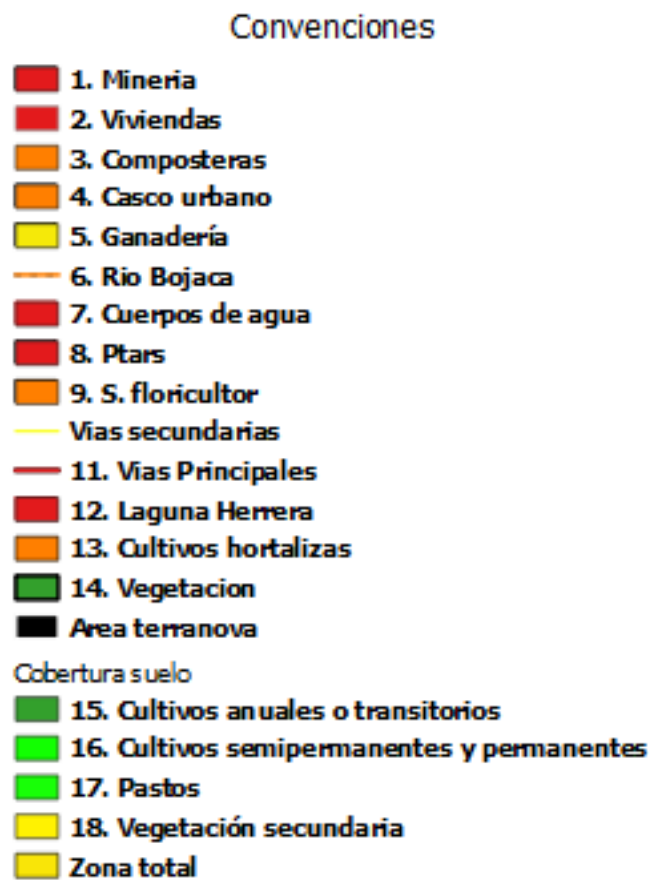 Convenciones
1. Mineria
2. Viviendas
3. Composteras
4. Casco urbano
5. Ganadería
6. Rio Bojaca
7. Cuerpos de agua
8. Ptars
9. S. floricultor
Vias secundarias
11. Vias Principales
12. Laguna Herrera
13. Cultivos hortalizas
14. Vegetacion
Area terranova
Cobertura suelo
15. Cultivos anuales o transitorios
16. Cultivos semipermanentes y permanentes
17. Pastos
18. Vegetación secundaria
Zona total